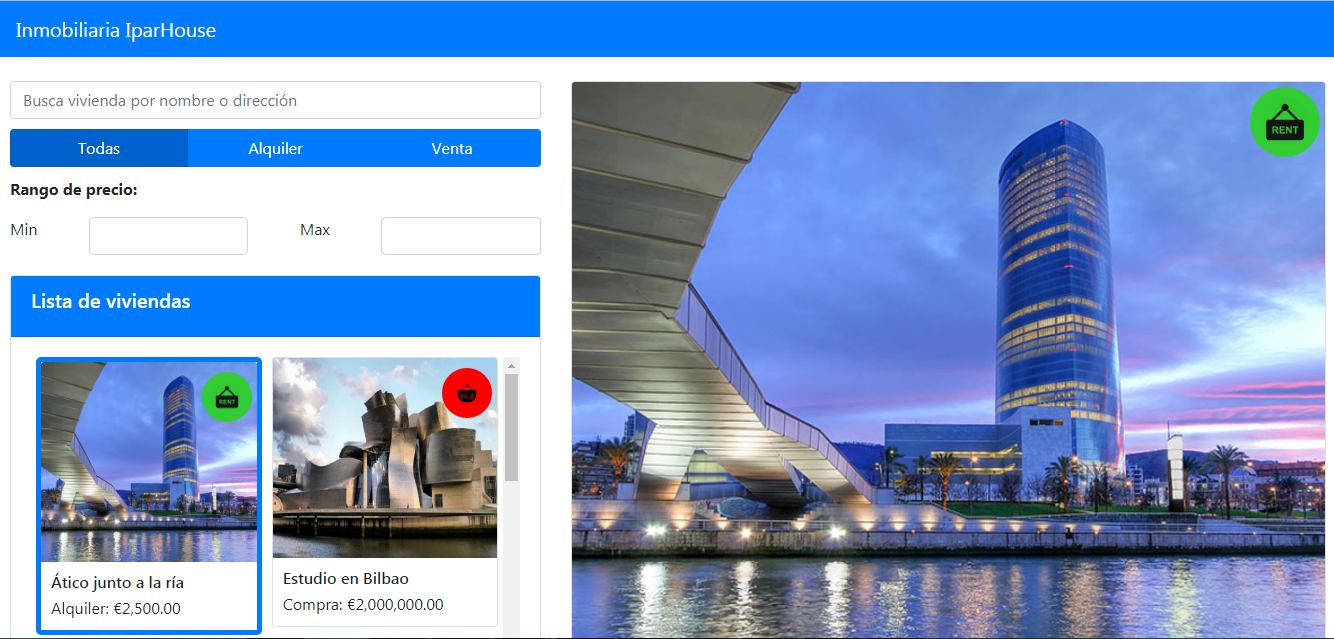 Inmobiliaria IparHouse
Busca vivienda por nombre o dirección
Todas Alquiler Venta
Rango de precio:
Min Max
Lista de viviendas
RENT
SALE
Ático junto a la ría
Alquiler: €2,500.00
Estudio en Bilbao
Compra: €2,000,000.00
RENT